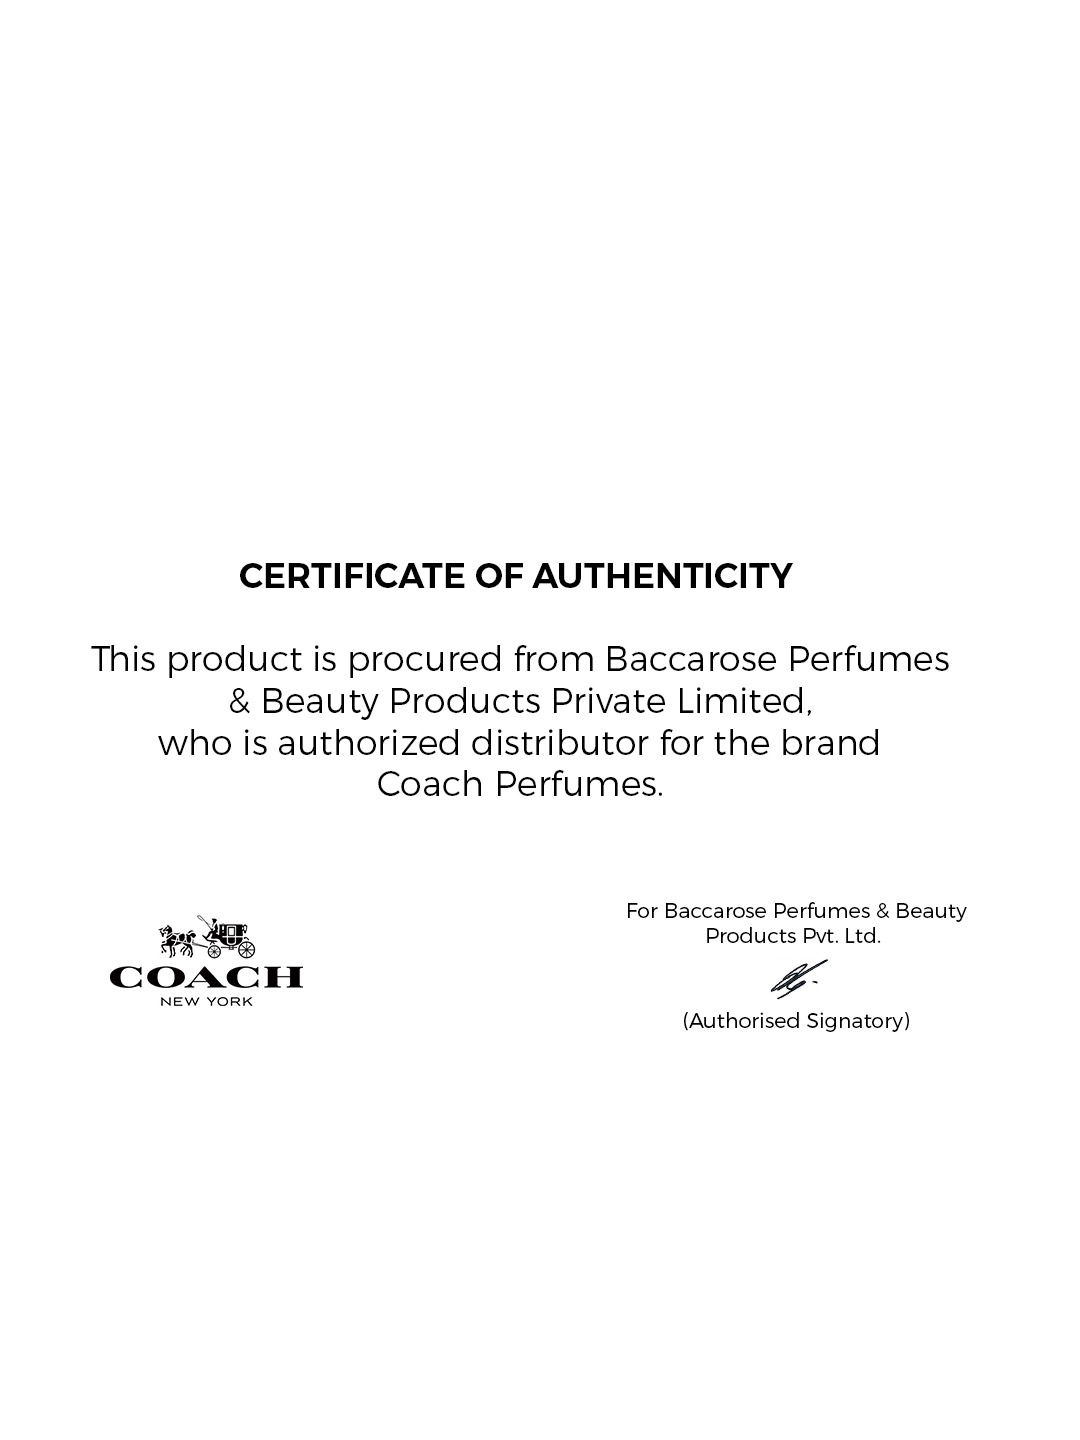 CERTIFICATE OF AUTHENTICITY
This product is procured from Baccarose Perfumes
& Beauty Products Private Limited,
who is authorized distributor for the brand
Coach Perfumes.
COACH
NEW YORK
For Baccarose Perfumes & Beauty
Products Pvt. Ltd.
(Authorised Signatory)